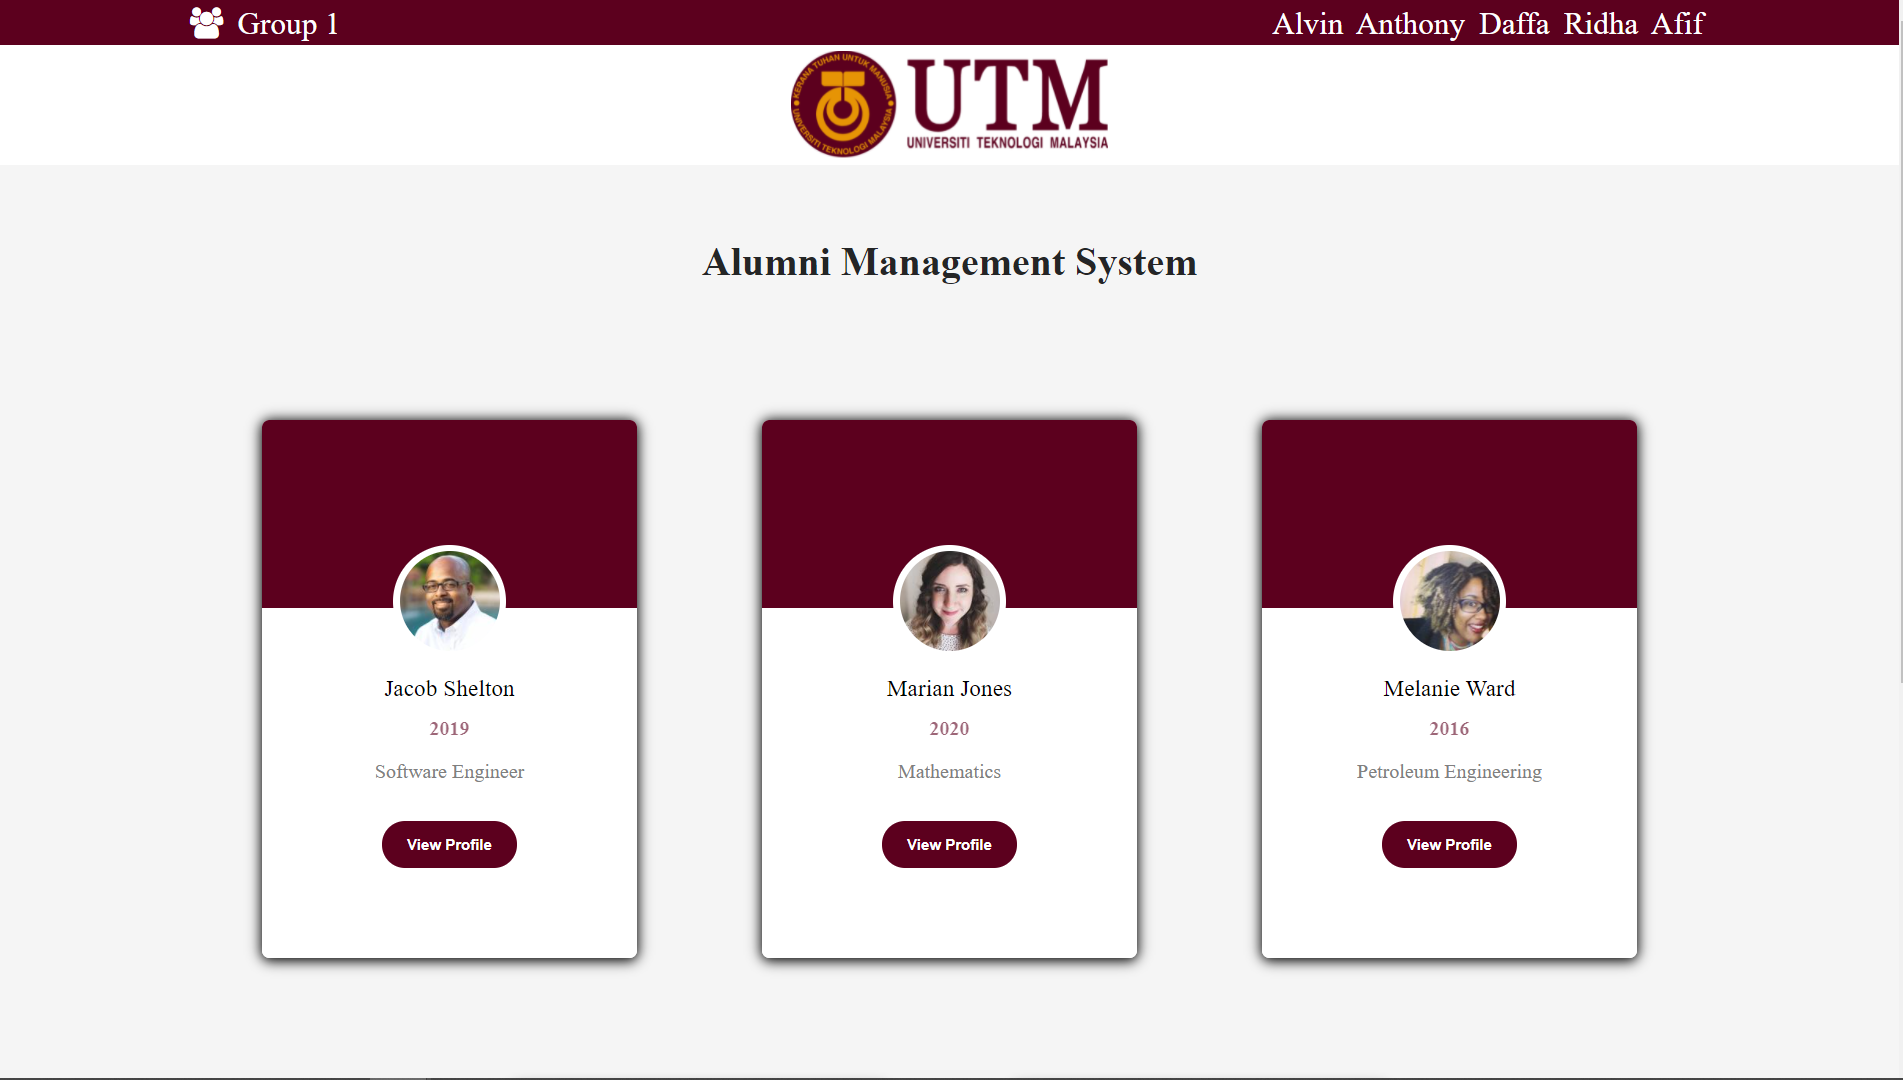 Group 1
Alvin Anthony Daffa Ridha Afif
KERANA TUHAN UNTUK MANUSIA
UNIVERSITI TEKNOLOGI MALAYSIA
UTM
UNIVERSITI TEKNOLOGI MALAYSIA
Alumni Management System
Jacob Shelton
2019
Software Engineer
View Profile
Marian Jones
2020
Mathematics
View Profile
Melanie Ward
2016
Petroleum Engineering
View Profile